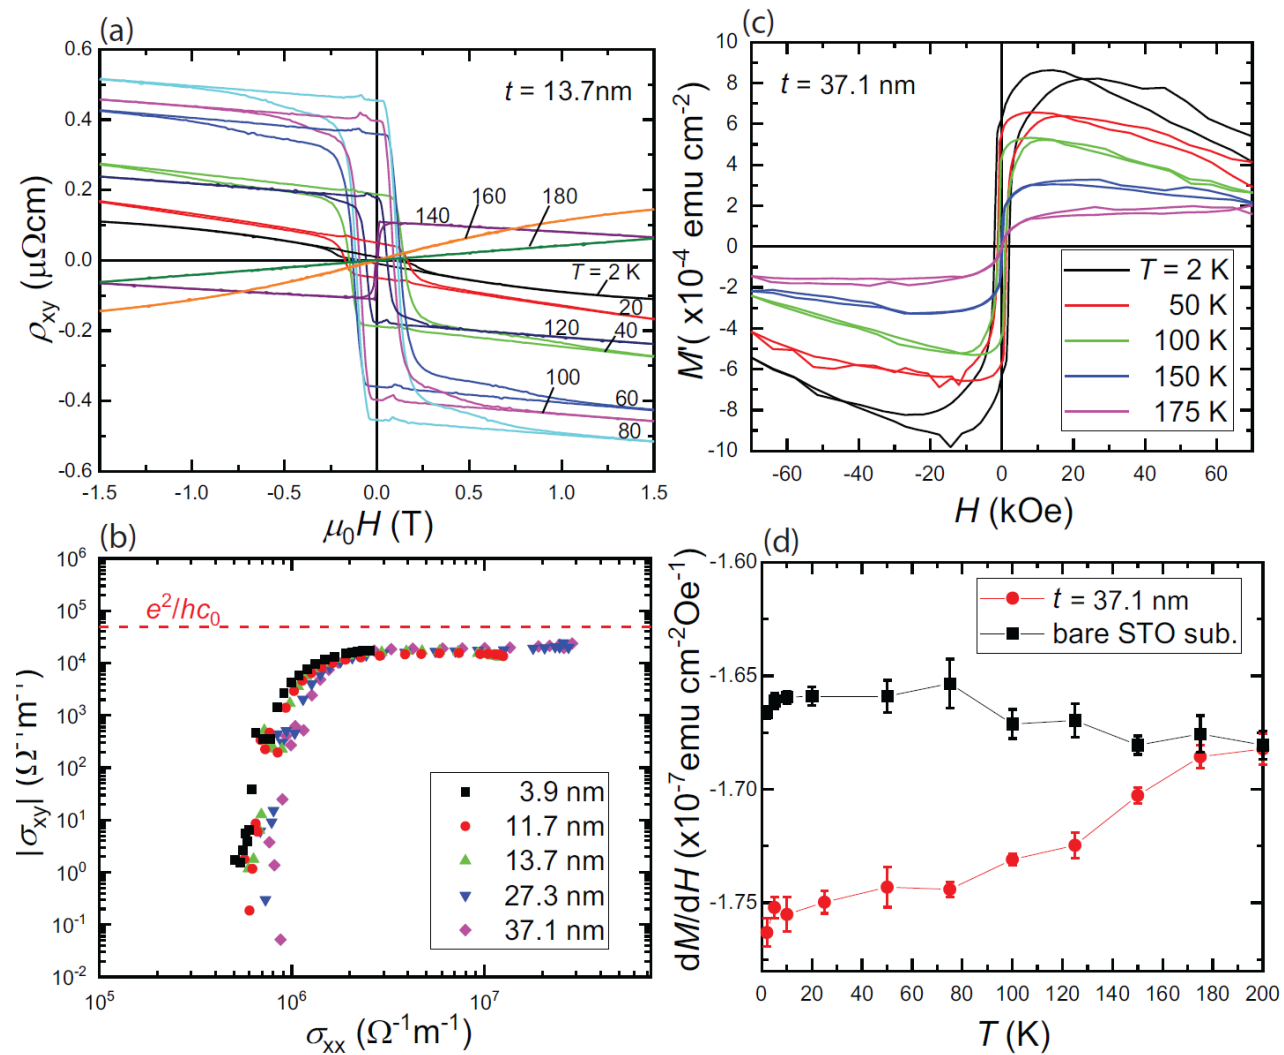 (a)
t = 13.7nm
0.6
0.4
0.2
0.0
-0.2
-0.4
-0.6
ρxy (μΩcm)
160
180
140
T = 2 K
20
120
40
100
60
80
-1.5
-1.0
-0.5
0.0
0.5
1.0
1.5
μ0H (T)
(c)
t = 37.1 nm
8
6
4
2
0
-2
-4
-6
-8
-10
M'( x10⁻⁴ emu cm⁻²)
T = 2 K
50 K
100 K
150 K
175 K
-60
-40
-20
0
20
40
60
H (kOe)
(b)
10⁶
10⁵
10⁴
10³
10²
10¹
10⁰
10⁻¹
10⁻²
|σxy| (Ω⁻¹m⁻¹)
e²/hc0
3.9 nm
11.7 nm
13.7 nm
27.3 nm
37.1 nm
10⁵
10⁶
10⁷
σxx (Ω⁻¹m⁻¹)
(d)
-1.60
-1.65
-1.70
-1.75
dM/dH (x10⁻⁷emu cm⁻²Oe⁻¹)
t = 37.1 nm
bare STO sub.
0
20
40
60
80
100
120
140
160
180
200
T (K)